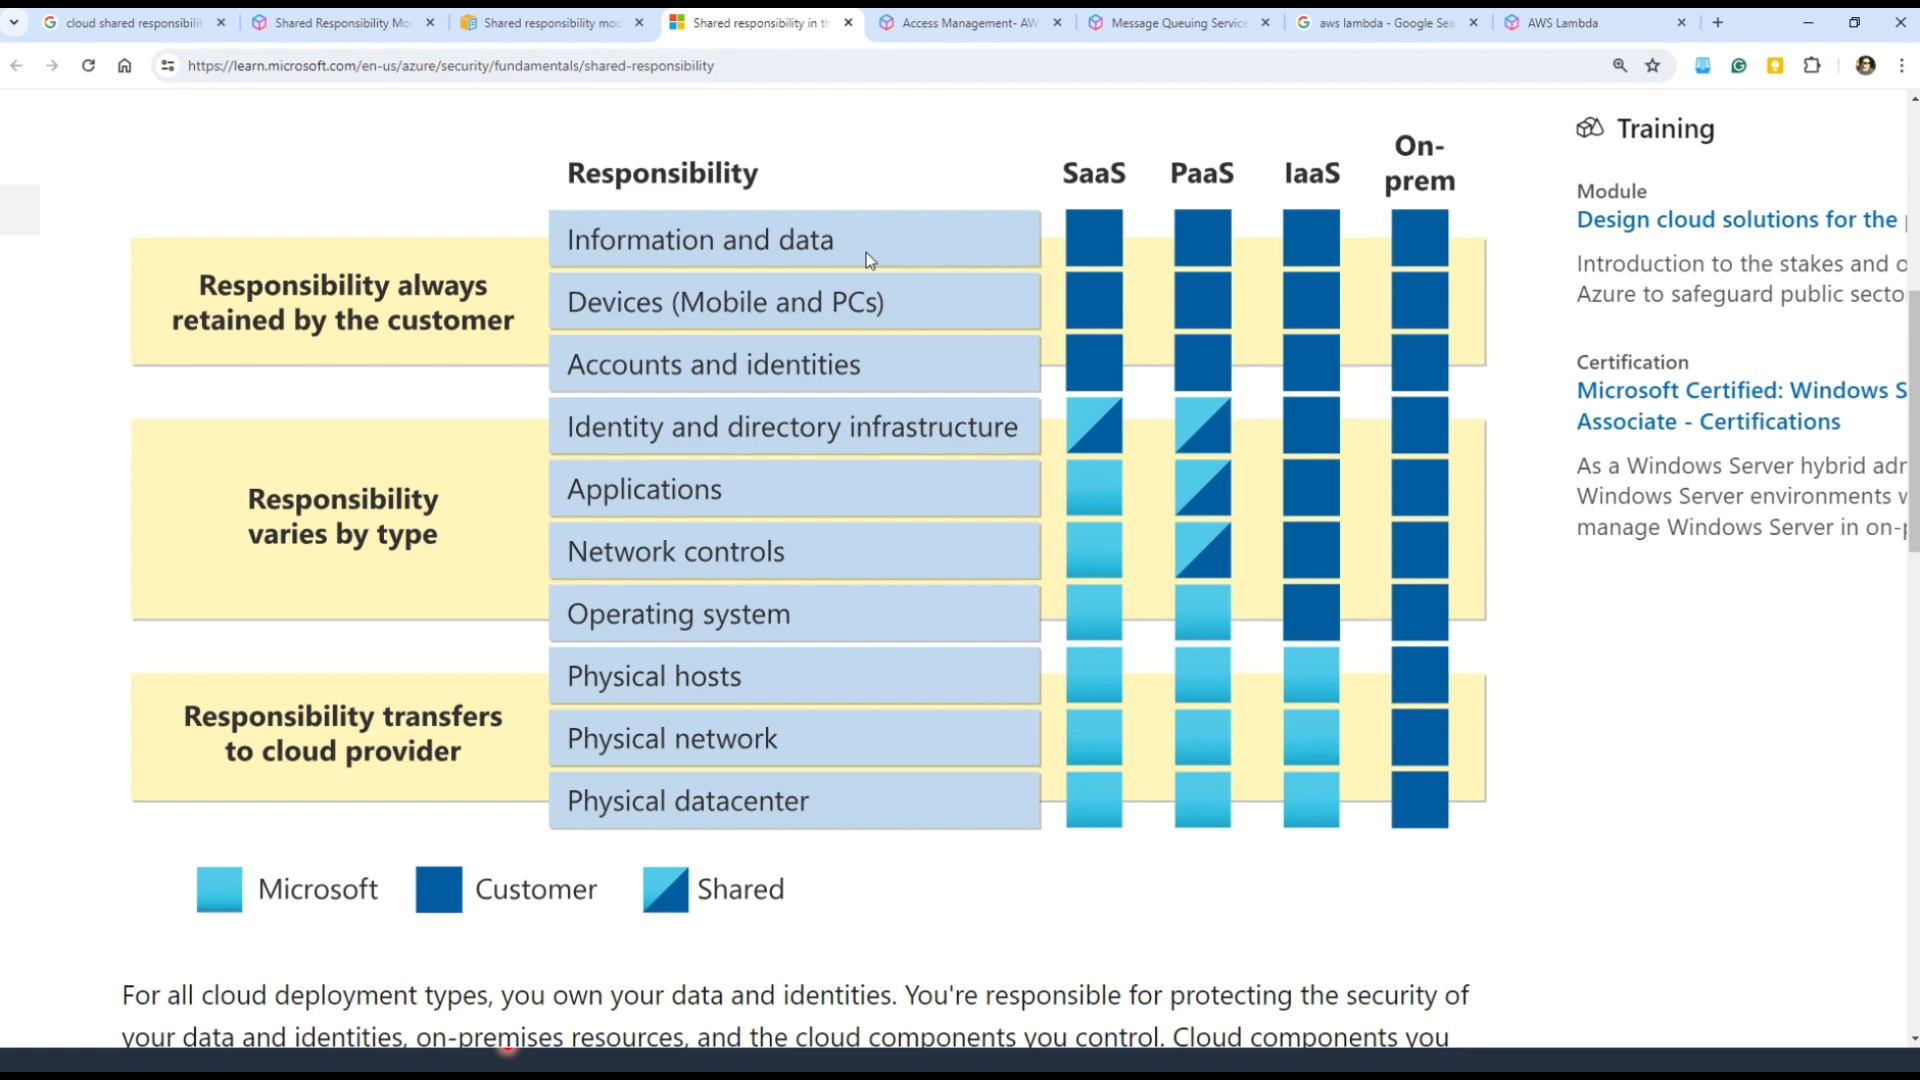 cloud shared responsibilit
Shared Responsibility Mo
Shared responsibility mod
Shared responsibility in th
Access Management- AW
Message Queuing Service
aws lambda - Google Sea
AWS Lambda
https://learn.microsoft.com/en-us/azure/security/fundamentals/shared-responsibility
Responsibility
SaaS
PaaS
IaaS
On-
prem
Responsibility always
retained by the customer
Information and data
Devices (Mobile and PCs)
Accounts and identities
Responsibility
varies by type
Identity and directory infrastructure
Applications
Network controls
Operating system
Responsibility transfers
to cloud provider
Physical hosts
Physical network
Physical datacenter
Microsoft
Customer
Shared
For all cloud deployment types, you own your data and identities. You're responsible for protecting the security of
your data and identities, on-premises resources, and the cloud components you control. Cloud components you
Training
Module
Design cloud solutions for the
Introduction to the stakes and o
Azure to safeguard public secto
Certification
Microsoft Certified: Windows S
Associate - Certifications
As a Windows Server hybrid adr
Windows Server environments
manage Windows Server in on-